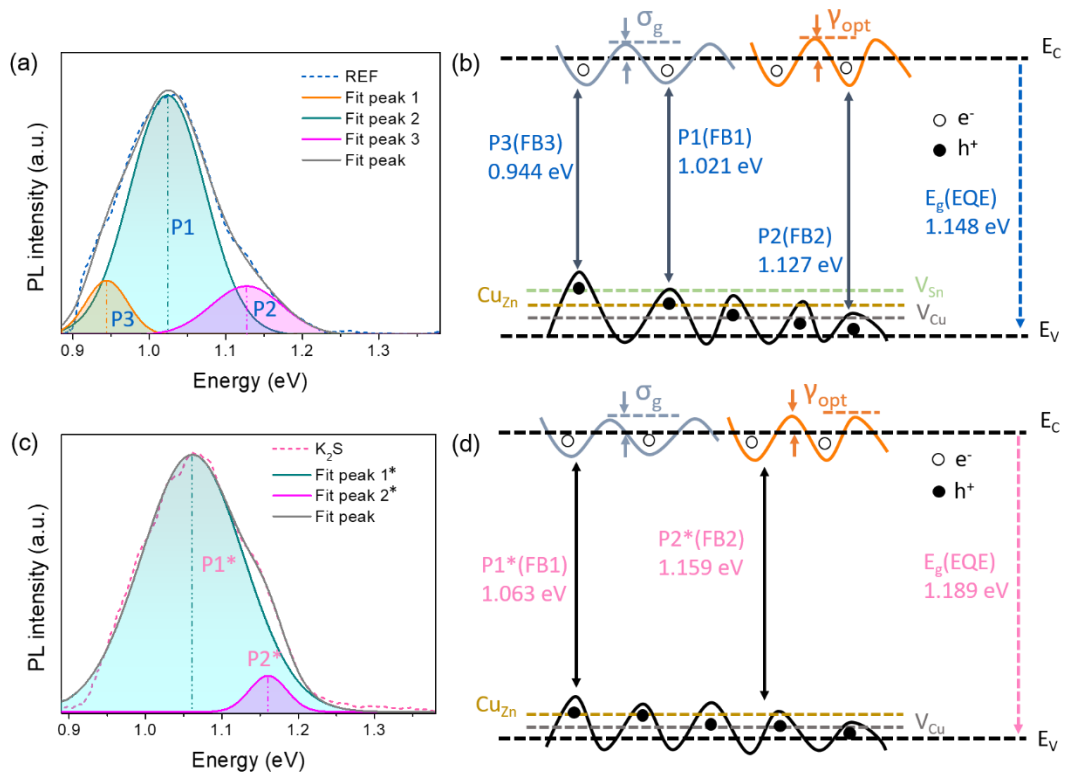 (a)
PL intensity (a.u.)
REF
Fit peak 1
Fit peak 2
Fit peak 3
Fit peak
P1
P3
P2
0.9 1.0 1.1 1.2 1.3
Energy (eV)
(b)
σg
γopt
EC
P3(FB3)
0.944 eV
P1(FB1)
1.021 eV
P2(FB2)
1.127 eV
e-
h+
Eg(EQE)
1.148 eV
CuZn
VSn
VCu
EV
(c)
PL intensity (a.u.)
K2S
Fit peak 1*
Fit peak 2*
Fit peak
P1*
P2*
0.9 1.0 1.1 1.2 1.3
Energy (eV)
(d)
σg
γopt
EC
P1*(FB1)
1.063 eV
P2*(FB2)
1.159 eV
e-
h+
Eg(EQE)
1.189 eV
CuZn
VCu
EV